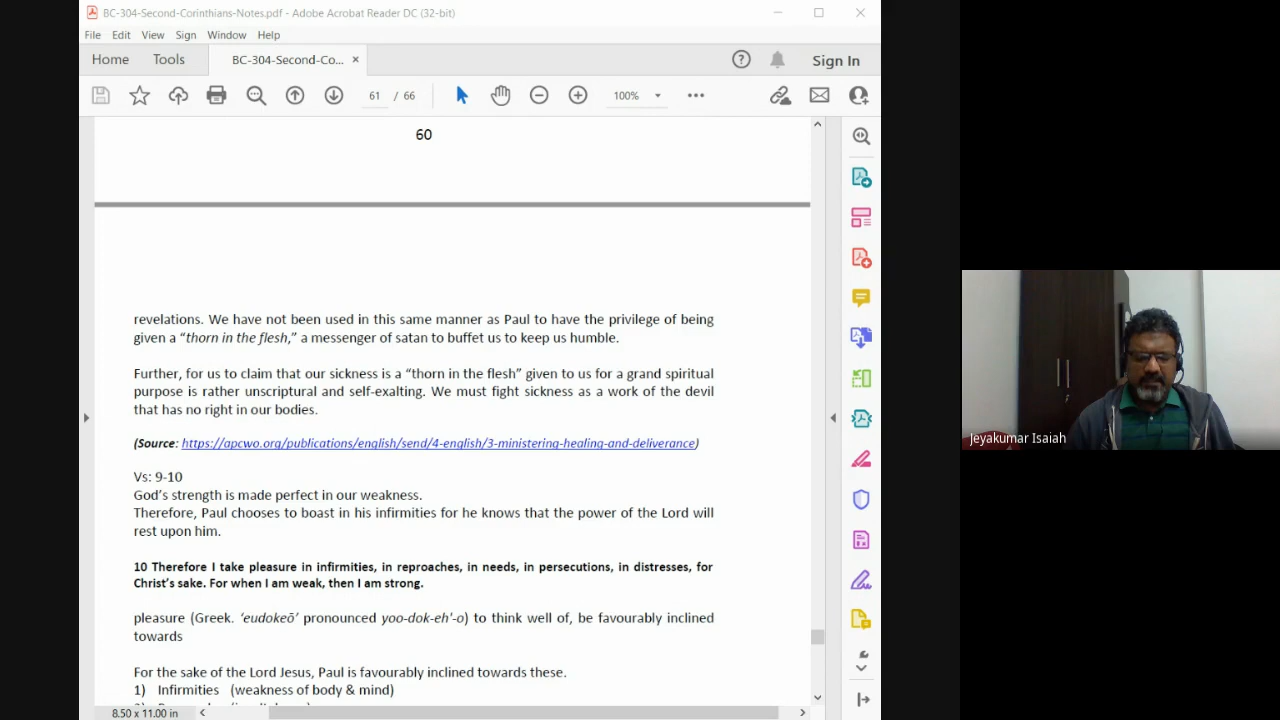 BC-304-Second-Corinthians-Notes.pdf - Adobe Acrobat Reader DC (32-bit)
File Edit View Sign Window Help
Home Tools BC-304-Second-Co... × Sign In
61 / 66 100%
60
revelations. We have not been used in this same manner as Paul to have the privilege of being
given a “thorn in the flesh,” a messenger of satan to buffet us to keep us humble.
Further, for us to claim that our sickness is a “thorn in the flesh” given to us for a grand spiritual
purpose is rather unscriptural and self-exalting. We must fight sickness as a work of the devil
that has no right in our bodies.
(Source: https://apcwo.org/publications/english/send/4-english/3-ministering-healing-and-deliverance)
Vs: 9-10
God’s strength is made perfect in our weakness.
Therefore, Paul chooses to boast in his infirmities for he knows that the power of the Lord will
rest upon him.
10 Therefore I take pleasure in infirmities, in reproaches, in needs, in persecutions, in distresses, for
Christ’s sake. For when I am weak, then I am strong.
pleasure (Greek. ‘eudokeō’ pronounced yoo-dok-eh'-o) to think well of, be favourably inclined
towards
For the sake of the Lord Jesus, Paul is favourably inclined towards these.
1) Infirmities (weakness of body & mind)
8.50 x 11.00 in
Jeyakumar Isaiah